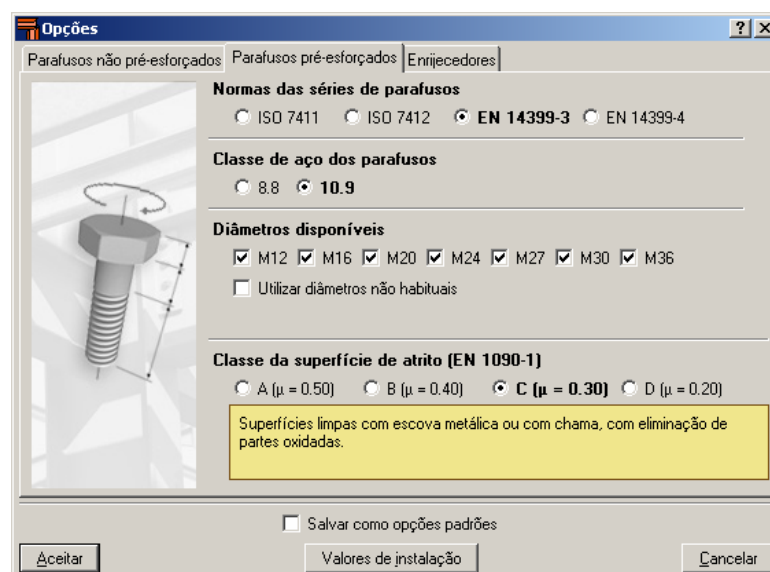 Opções
Parafusos não pré-esforçados Parafusos pré-esforçados Enrijecedores
Normas das séries de parafusos
ISO 7411 ISO 7412 EN 14399-3 EN 14399-4
Classe de aço dos parafusos
8.8 10.9
Diâmetros disponíveis
M12 M16 M20 M24 M27 M30 M36
Utilizar diâmetros não habituais
Classe da superfície de atrito (EN 1090-1)
A (µ = 0.50) B (µ = 0.40) C (µ = 0.30) D (µ = 0.20)
Superfícies limpas com escova metálica ou com chama, com eliminação de
partes oxidadas.
Salvar como opções padrões
Aceitar Valores de instalação Cancelar